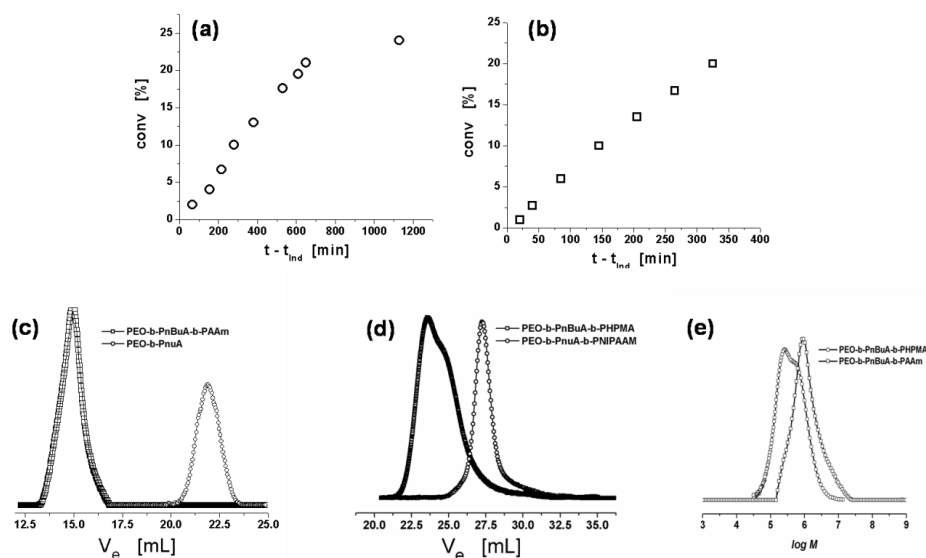 (a)
conv [%]
25
20
15
10
5
0
0 200 400 600 800 1000 1200
t - tInd [min]
(b)
conv [%]
25
20
15
10
5
0
0 50 100 150 200 250 300 350 400
t - tInd [min]
(c)
PEO-b-PnBuA-b-PAAm
PEO-b-PnuA
12.5 15.0 17.5 20.0 22.5 25.0
Ve [mL]
(d)
PEO-b-PnBuA-b-PHPMA
PEO-b-PnuA-b-PNIPAAM
20.0 22.5 25.0 27.5 30.0 32.5 35.0
Ve [mL]
(e)
PEO-b-PnBuA-b-PHPMA
PEO-b-PnBuA-b-PAAm
3 4 5 6 7 8 9
log M